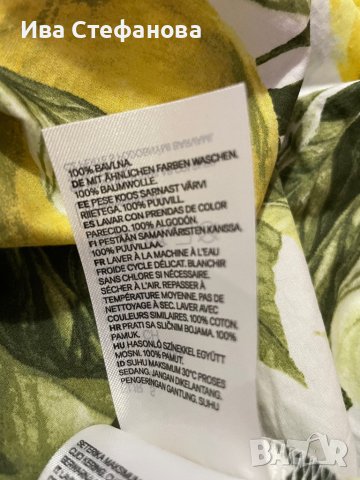 Ива Стефанова
100% BAVLNA.
DE MIT ÄHNLICHEN FARBEN WASCHEN.
100% BAUMWOLLE.
EE PESE KOOS SARNAST VÄRVI
RIIETEGA. 100% PUUVILL.
ES LAVAR CON PRENDAS DE COLOR
PARECIDO. 100% ALGODÓN.
FI PESTÄÄN SAMANVÄRISTEN KANSSA.
100% PUUVILLAA.
FR LAVER À LA MACHINE À L'EAU
FROIDE CYCLE DÉLICAT. BLANCHIR
SANS CHLORE SI NÉCESSAIRE.
SÉCHER À L'AIR. REPASSER À
TEMPÉRATURE MOYENNE. PAS DE
NETTOYAGE À SEC. LAVER AVEC
COULEURS SIMILAIRES. 100% COTON.
HR PRATI SA SLIČNIM BOJAMA. 100%
PAMUK.
HU HASONLÓ SZÍNEKKEL EGYÜTT
MOSNI. 100% PAMUT.
ID SUHU MAKSIMUM 30°C PROSES
SEDANG. JANGAN DIKELANTANG.
PENGERINGAN GANTUNG. SUHU
SETERIKA MAKSIMUM
BAZAR